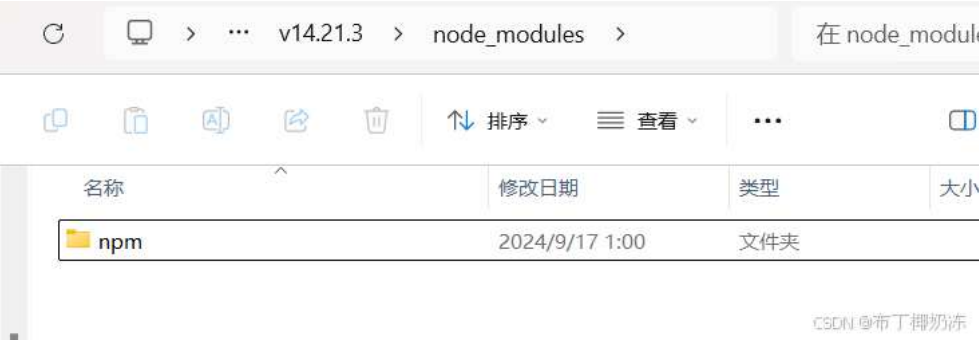 v14.21.3 > node_modules >
在 node_module
排序 查看
名称 修改日期 类型 大小
npm 2024/9/17 1:00 文件夹
CSDN @布丁椰奶冻